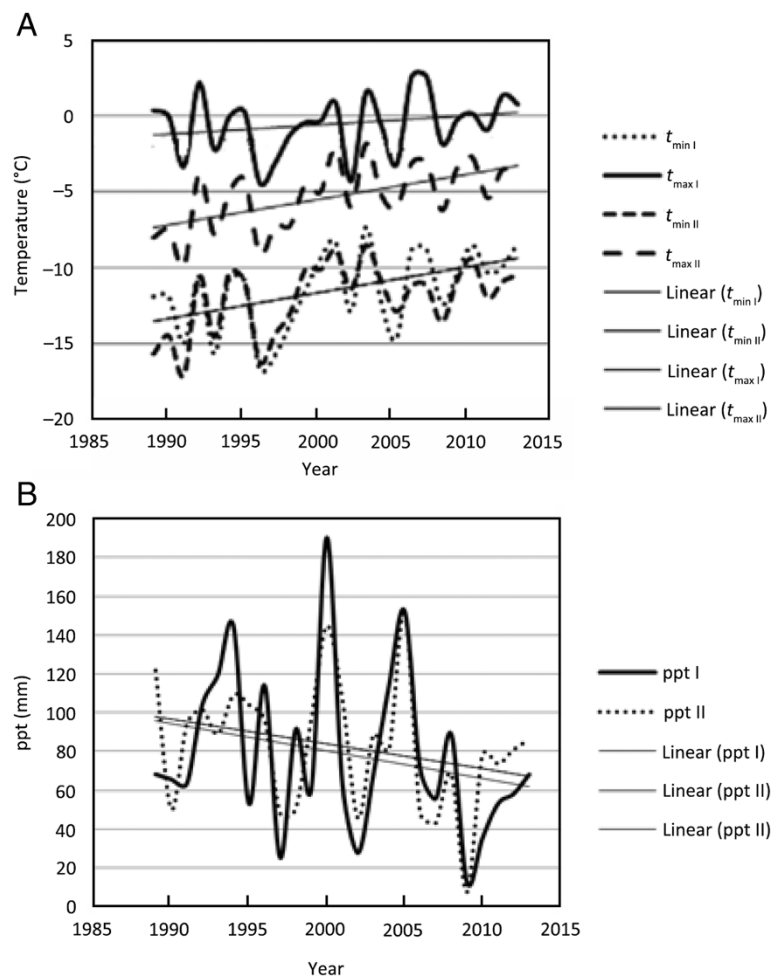 A
5
0
−5
−10
−15
−20
Temperature (°C)
1985 1990 1995 2000 2005 2010 2015
Year
tmin I
tmax I
tmin II
tmax II
Linear (tmin I)
Linear (tmin II)
Linear (tmax I)
Linear (tmax II)
B
200
180
160
140
120
100
80
60
40
20
0
ppt (mm)
1985 1990 1995 2000 2005 2010 2015
Year
ppt I
ppt II
Linear (ppt I)
Linear (ppt II)
Linear (ppt II)